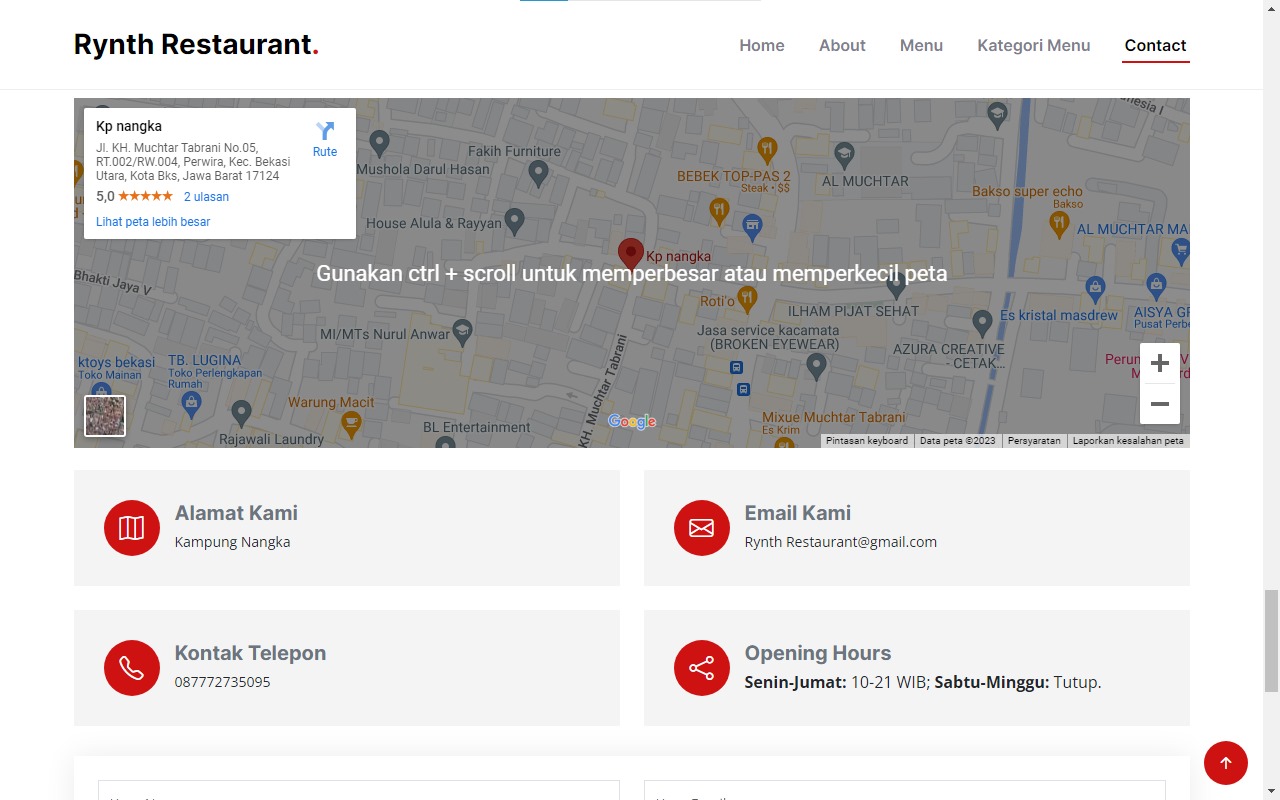 Rynth Restaurant.
Home
About
Menu
Kategori Menu
Contact
Kp nangka
Jl. KH. Muchtar Tabrani No.05,
RT.002/RW.004, Perwira, Kec. Bekasi
Utara, Kota Bks, Jawa Barat 17124
5,0
2 ulasan
Lihat peta lebih besar
Rute
Mushola Darul Hasan
Fakih Furniture
BEBEK TOP-PAS 2
Steak • $$
AL MUCHTAR
Bakso super echo
Bakso
House Alula & Rayyan
AL MUCHTAR
Kp nangka
Gunakan ctrl + scroll untuk memperbesar atau memperkecil peta
Bhakti Jaya V
Roti'o
ILHAM PIJAT SEHAT
Es kristal masdrew
AISYA
Pusat
MI/MTs Nurul Anwar
Jasa service kacamata
(BROKEN EYEWEAR)
AZURA CREATIVE
- CETAK...
ktoys bekasi
Toko Mainan
TB. LUGINA
Toko Perlengkapan
Rumah
KH. Muchtar Tabrani
Warung Macit
BL Entertainment
Rajawali Laundry
Google
Mixue Muchtar Tabrani
Es Krim
Pintasan keyboard
Data peta ©2023
Persyaratan
Laporkan kesalahan peta
Alamat Kami
Kampung Nangka
Email Kami
Rynth Restaurant@gmail.com
Kontak Telepon
087772735095
Opening Hours
Senin-Jumat: 10-21 WIB; Sabtu-Minggu: Tutup.